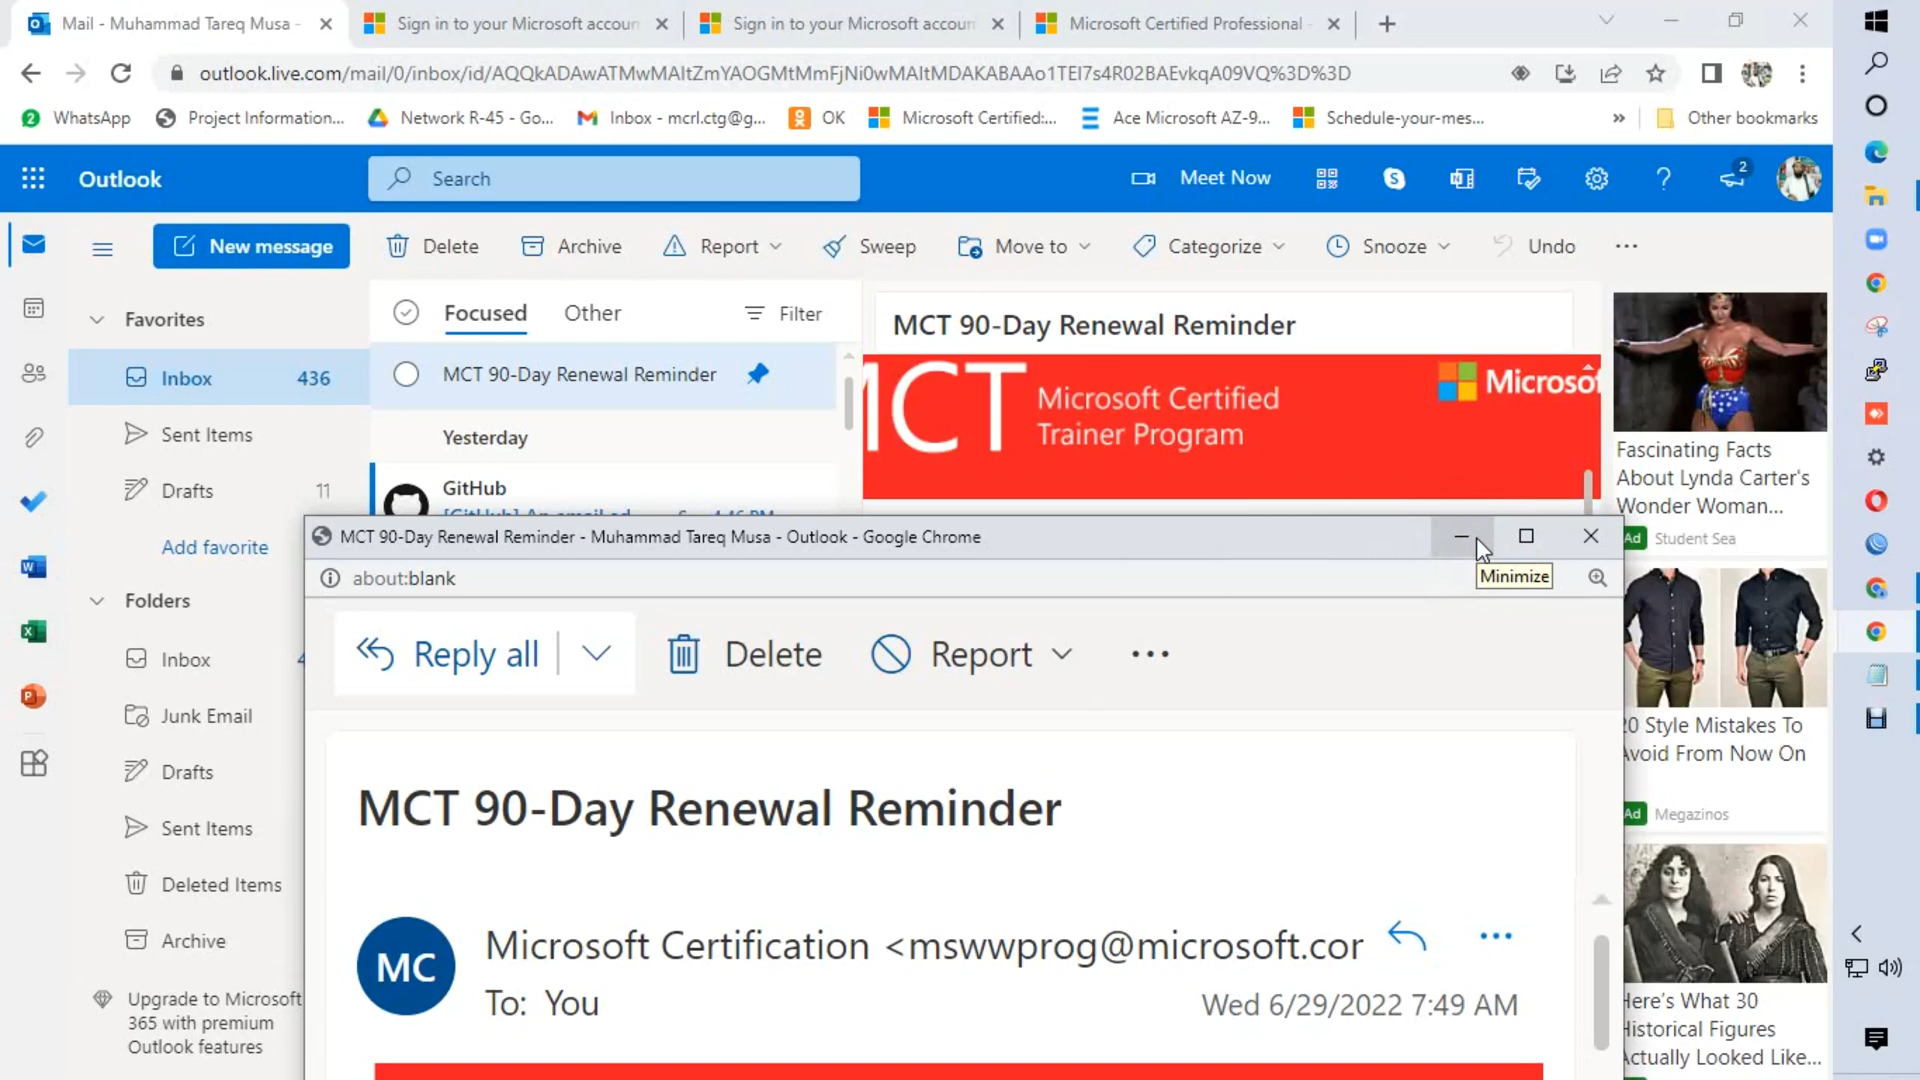 Mail - Muhammad Tareq Musa -
Sign in to your Microsoft accoun
Sign in to your Microsoft accoun
Microsoft Certified Professional -
outlook.live.com/mail/0/inbox/id/AQQkADAwATMwMAItZmYAOGMtMmFjNi0wMAItMDAKABAAo1TEI7s4R02BAEvkqA09VQ%3D%3D
WhatsApp
Project Information...
Network R-45 - Go...
Inbox - mcrl.ctg@g...
OK
Microsoft Certified:...
Ace Microsoft AZ-9...
Schedule-your-mes...
»
Other bookmarks
Outlook
Search
Meet Now
2
New message
Delete
Archive
Report
Sweep
Move to
Categorize
Snooze
Undo
Favorites
Inbox 436
Sent Items
Drafts 11
Add favorite
Folders
Inbox 4
Junk Email
Drafts
Sent Items
Deleted Items
Archive
Upgrade to Microsoft
365 with premium
Outlook features
Focused
Other
Filter
MCT 90-Day Renewal Reminder
Yesterday
GitHub
MCT 90-Day Renewal Reminder
MCT
Microsoft Certified
Trainer Program
Microsof
Fascinating Facts
About Lynda Carter's
Wonder Woman...
Ad Student Sea
20 Style Mistakes To
Avoid From Now On
Ad Megazinos
Here's What 30
Historical Figures
Actually Looked Like...
MCT 90-Day Renewal Reminder - Muhammad Tareq Musa - Outlook - Google Chrome
Minimize
about:blank
Reply all
Delete
Report
MCT 90-Day Renewal Reminder
MC
Microsoft Certification <mswwprog@microsoft.cor
To: You
Wed 6/29/2022 7:49 AM